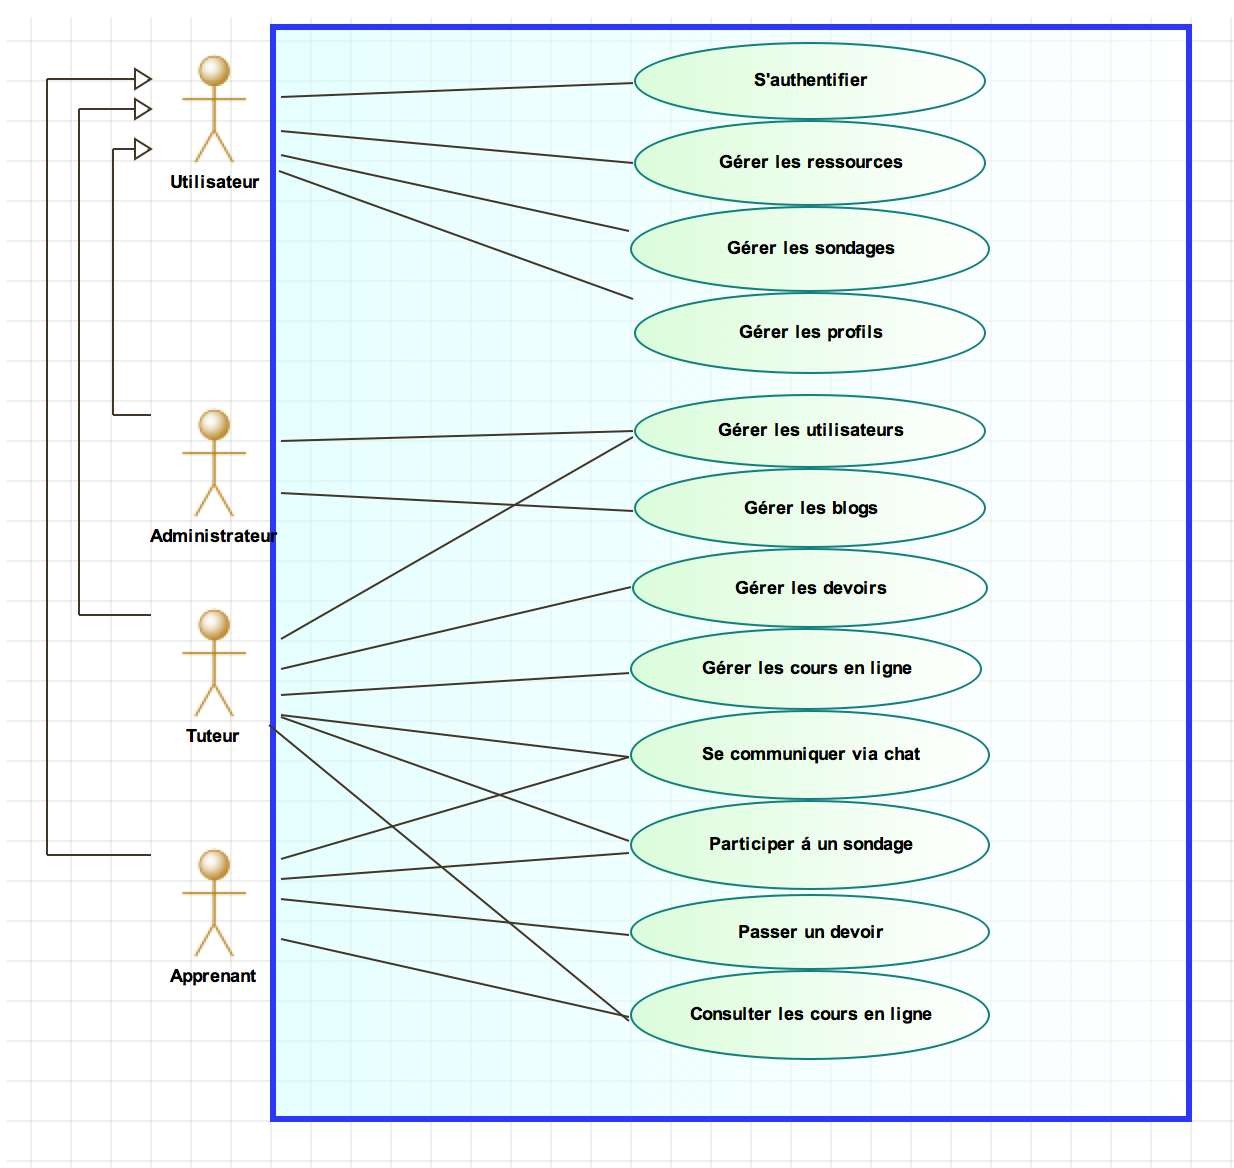 Utilisateur
S'authentifier
Gérer les ressources
Gérer les sondages
Gérer les profils
Administrateur
Gérer les utilisateurs
Gérer les blogs
Tuteur
Gérer les devoirs
Gérer les cours en ligne
Se communiquer via chat
Participer á un sondage
Apprenant
Passer un devoir
Consulter les cours en ligne